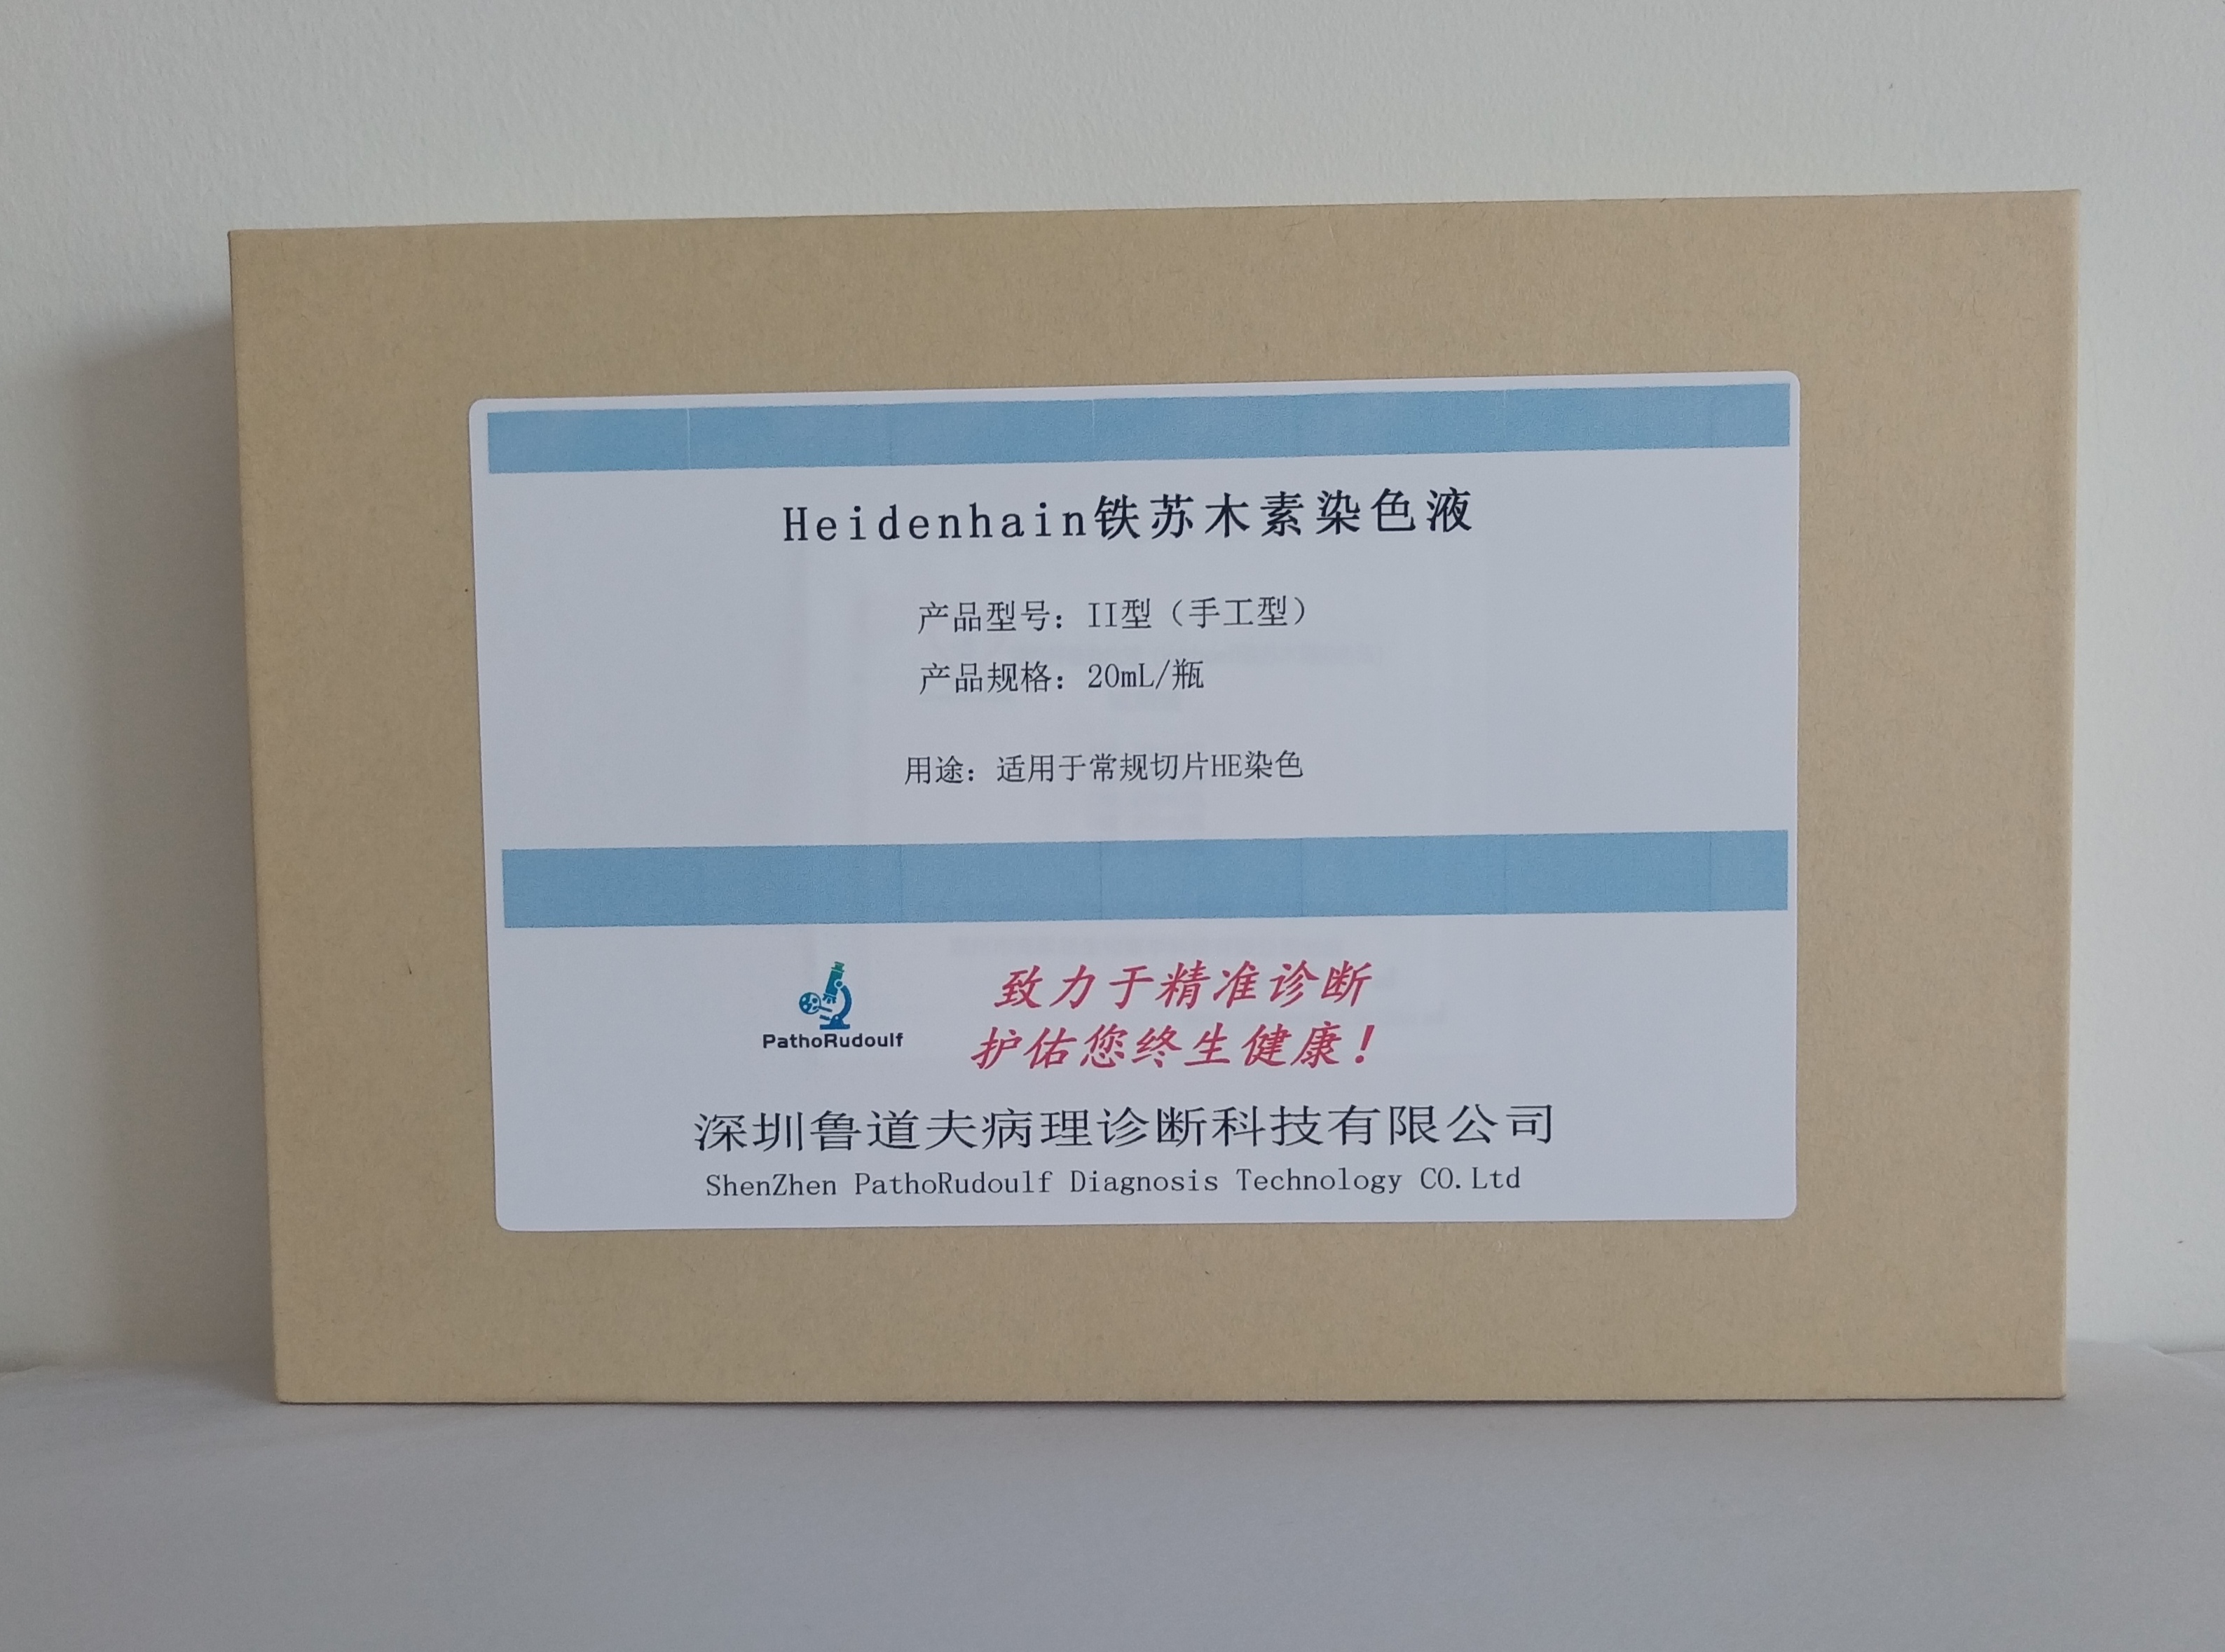 Heidenhain铁苏木素染色液
产品型号：II型（手工型）
产品规格：20mL/瓶
用途：适用于常规切片HE染色
PathoRudoulf
致力于精准诊断
护佑您终生健康！
深圳鲁道夫病理诊断科技有限公司
ShenZhen PathoRudoulf Diagnosis Technology CO.Ltd